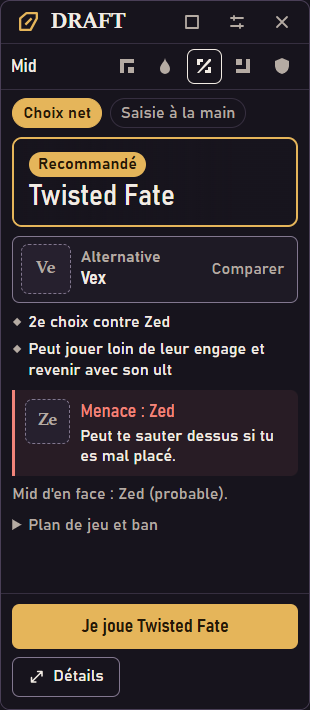 DRAFT
Mid
Choix net
Saisie à la main
Recommandé
Twisted Fate
Ve
Alternative
Vex
Comparer
2e choix contre Zed
Peut jouer loin de leur engage et
revenir avec son ult
Ze
Menace : Zed
Peut te sauter dessus si tu
es mal placé.
Mid d'en face : Zed (probable).
Plan de jeu et ban
Je joue Twisted Fate
Détails